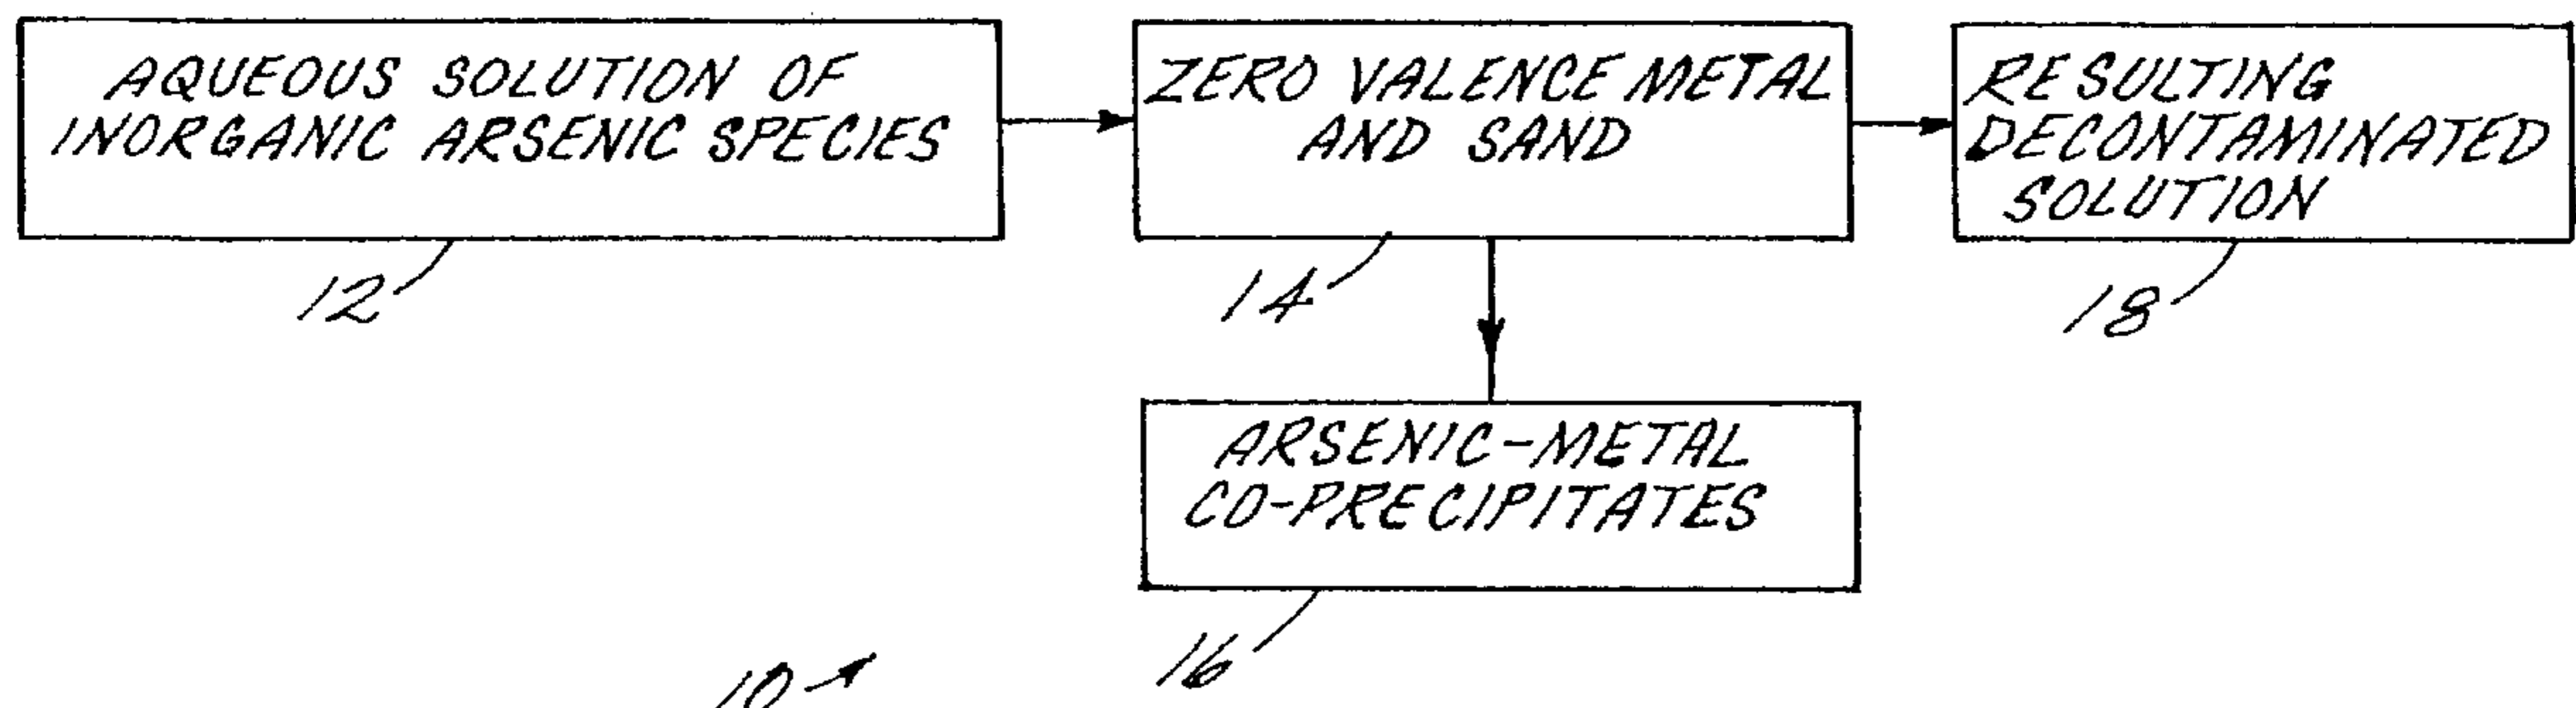 AQUEOUS SOLUTION OF
INORGANIC ARSENIC SPECIES
12
ZERO VALENCE METAL
AND SAND
14
RESULTING
DECONTAMINATED
SOLUTION
18
ARSENIC-METAL
CO-PRECIPITATES
16
10